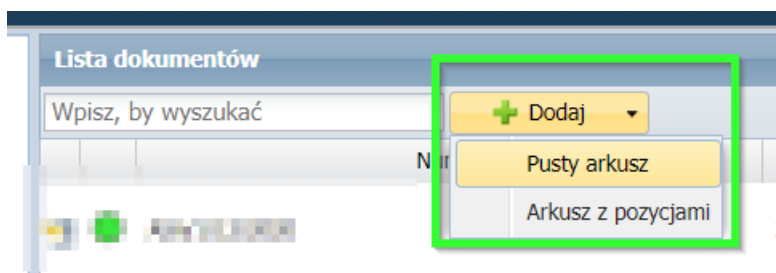 Lista dokumentów
Wpisz, by wyszukać
Dodaj
Pusty arkusz
Arkusz z pozycjami